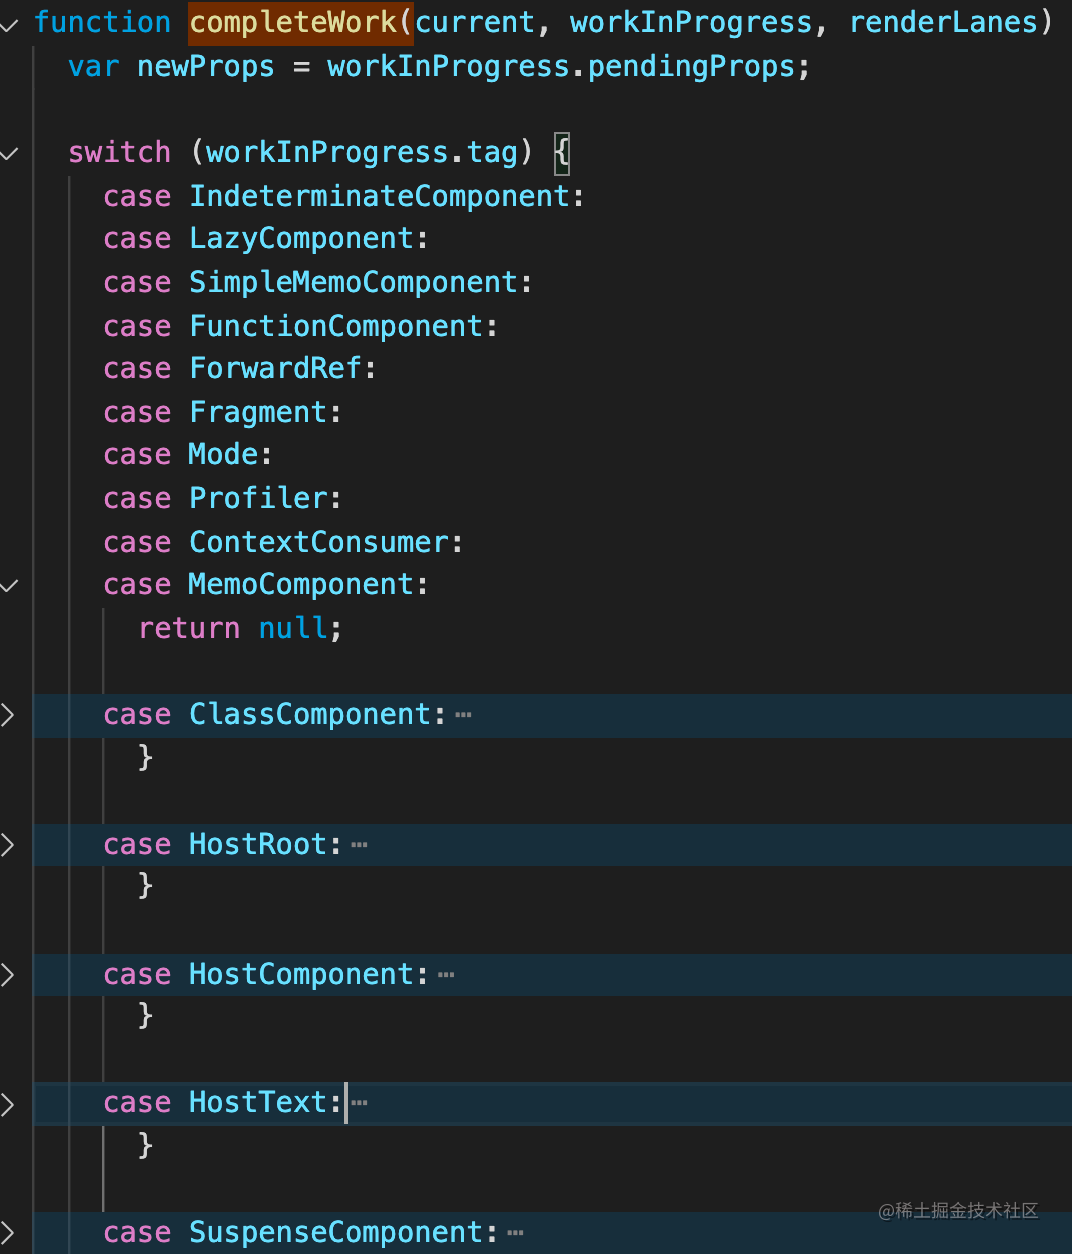 function completeWork(current, workInProgress, renderLanes)
var newProps = workInProgress.pendingProps;
switch (workInProgress.tag) {
case IndeterminateComponent:
case LazyComponent:
case SimpleMemoComponent:
case FunctionComponent:
case ForwardRef:
case Fragment:
case Mode:
case Profiler:
case ContextConsumer:
case MemoComponent:
return null;
case ClassComponent:⋯
}
case HostRoot:⋯
}
case HostComponent:⋯
}
case HostText:⋯
}
@稀土掘金技术社区
case SuspenseComponent:⋯